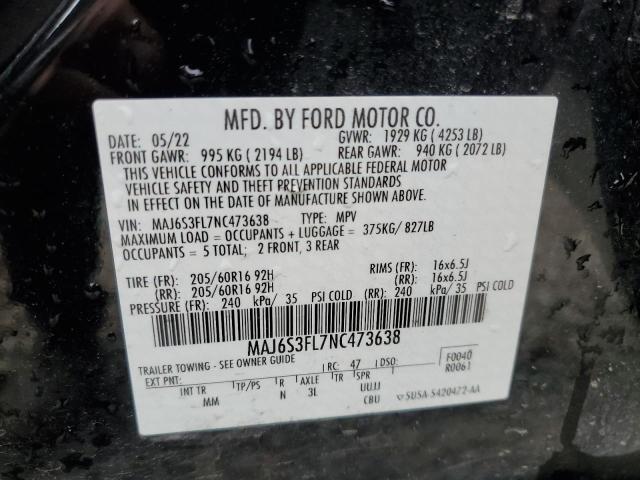 MFD. BY FORD MOTOR CO.
DATE: 05/22 GVWR: 1929 KG ( 4253 LB)
FRONT GAWR: 995 KG ( 2194 LB) REAR GAWR: 940 KG ( 2072 LB)
THIS VEHICLE CONFORMS TO ALL APPLICABLE FEDERAL MOTOR
VEHICLE SAFETY AND THEFT PREVENTION STANDARDS
IN EFFECT ON THE DATE OF MANUFACTURE SHOWN ABOVE.
VIN: MAJ6S3FL7NC473638 TYPE: MPV
MAXIMUM LOAD = OCCUPANTS + LUGGAGE = 375KG/ 827LB
OCCUPANTS = 5 TOTAL; 2 FRONT, 3 REAR
TIRE (FR): 205/60R16 92H RIMS (FR): 16x6.5J
(RR): 205/60R16 92H (RR): 16x6.5J
PRESSURE (FR): 240 kPa/ 35 PSI COLD (RR): 240 kPa/ 35 PSI COLD
MAJ6S3FL7NC473638
TRAILER TOWING - SEE OWNER GUIDE F0040
EXT PNT: RC: 47 DSO: R0061
INT TR TP/PS R AXLE TR SPR UUJJ
MM N 3L CBU 5USA-S420472-AA